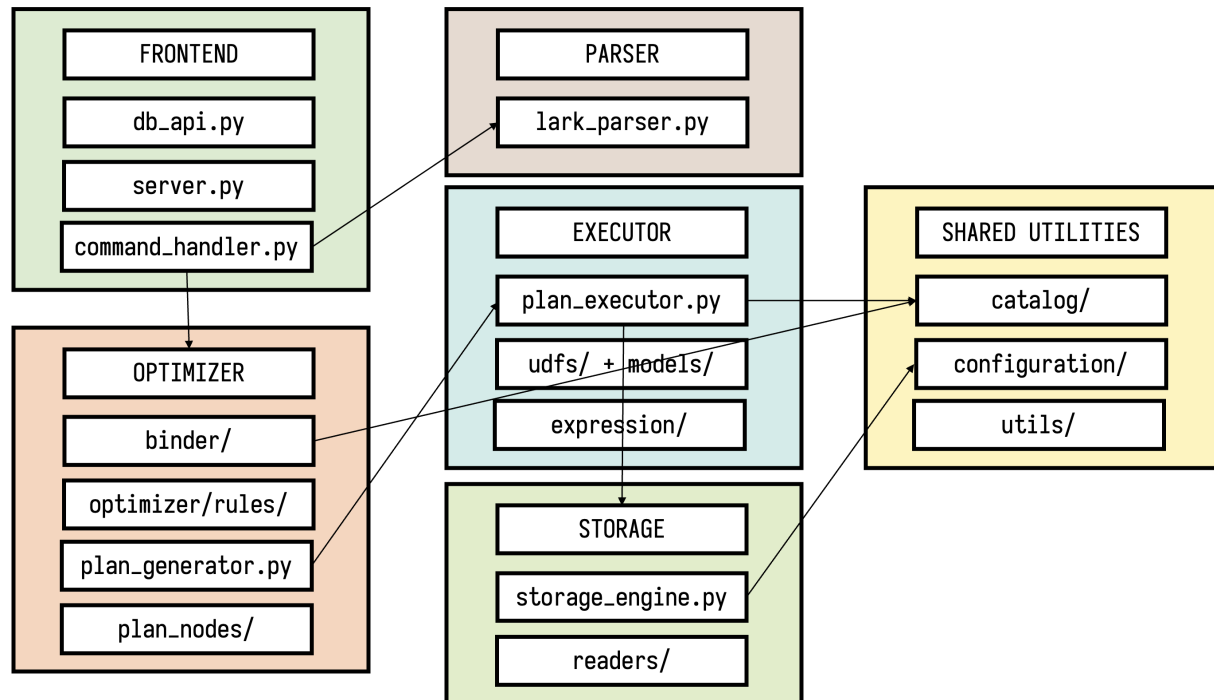 FRONTEND
db_api.py
server.py
command_handler.py
PARSER
lark_parser.py
OPTIMIZER
binder/
optimizer/rules/
plan_generator.py
plan_nodes/
EXECUTOR
plan_executor.py
udfs/ + models/
expression/
STORAGE
storage_engine.py
readers/
SHARED UTILITIES
catalog/
configuration/
utils/